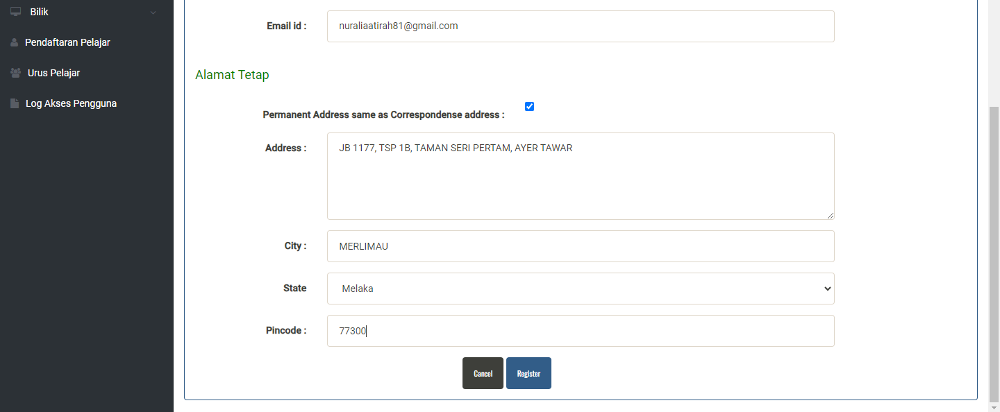 Bilik
Pendaftaran Pelajar
Urus Pelajar
Log Akses Pengguna
Email id : nuraliaatirah81@gmail.com
Alamat Tetap
Permanent Address same as Correspondense address :
Address : JB 1177, TSP 1B, TAMAN SERI PERTAM, AYER TAWAR
City : MERLIMAU
State Melaka
Pincode : 77300
Cancel Register